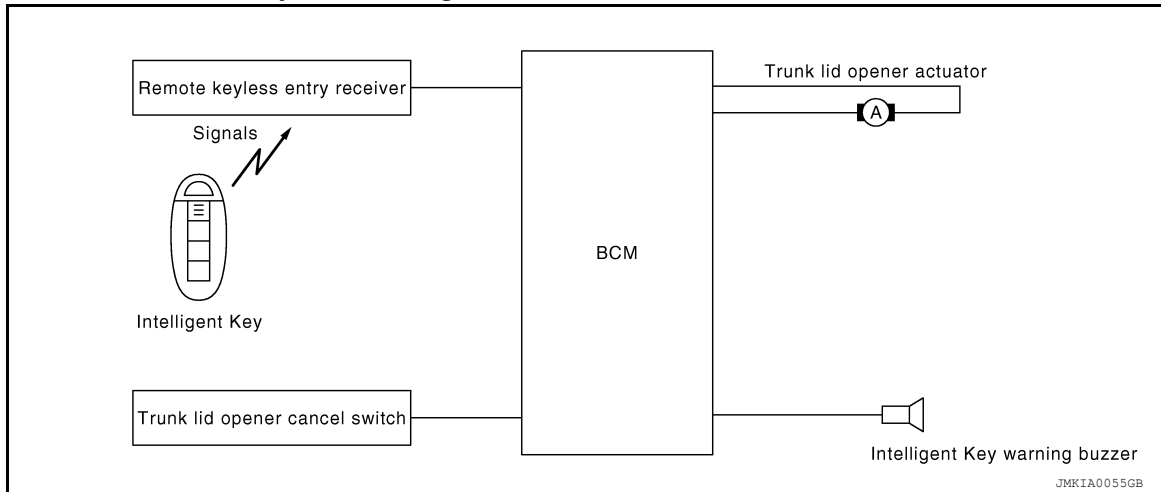 Remote keyless entry receiver
Signals
Intelligent Key
Trunk lid opener cancel switch
BCM
Trunk lid opener actuator
A
Intelligent Key warning buzzer
JMKIA0055GB